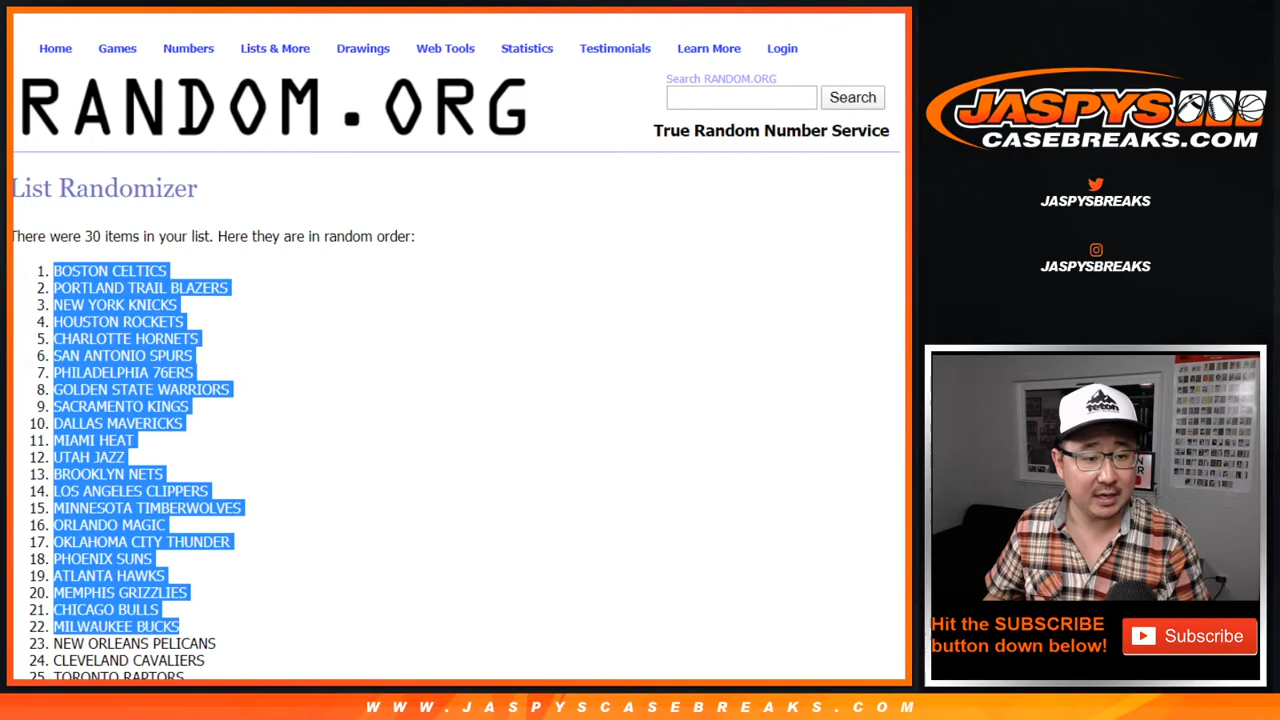 Home Games Numbers Lists & More Drawings Web Tools Statistics Testimonials Learn More Login
RANDOM.ORG
Search RANDOM.ORG
Search
True Random Number Service
List Randomizer
There were 30 items in your list. Here they are in random order:
1. BOSTON CELTICS
2. PORTLAND TRAIL BLAZERS
3. NEW YORK KNICKS
4. HOUSTON ROCKETS
5. CHARLOTTE HORNETS
6. SAN ANTONIO SPURS
7. PHILADELPHIA 76ERS
8. GOLDEN STATE WARRIORS
9. SACRAMENTO KINGS
10. DALLAS MAVERICKS
11. MIAMI HEAT
12. UTAH JAZZ
13. BROOKLYN NETS
14. LOS ANGELES CLIPPERS
15. MINNESOTA TIMBERWOLVES
16. ORLANDO MAGIC
17. OKLAHOMA CITY THUNDER
18. PHOENIX SUNS
19. ATLANTA HAWKS
20. MEMPHIS GRIZZLIES
21. CHICAGO BULLS
22. MILWAUKEE BUCKS
23. NEW ORLEANS PELICANS
24. CLEVELAND CAVALIERS
25. TORONTO RAPTORS
JASPYS
CASEBREAKS.COM
JASPYSBREAKS
JASPYSBREAKS
teton
Hit the SUBSCRIBE
button down below!
Subscribe
WWW.JASPYSCASEBREAKS.COM